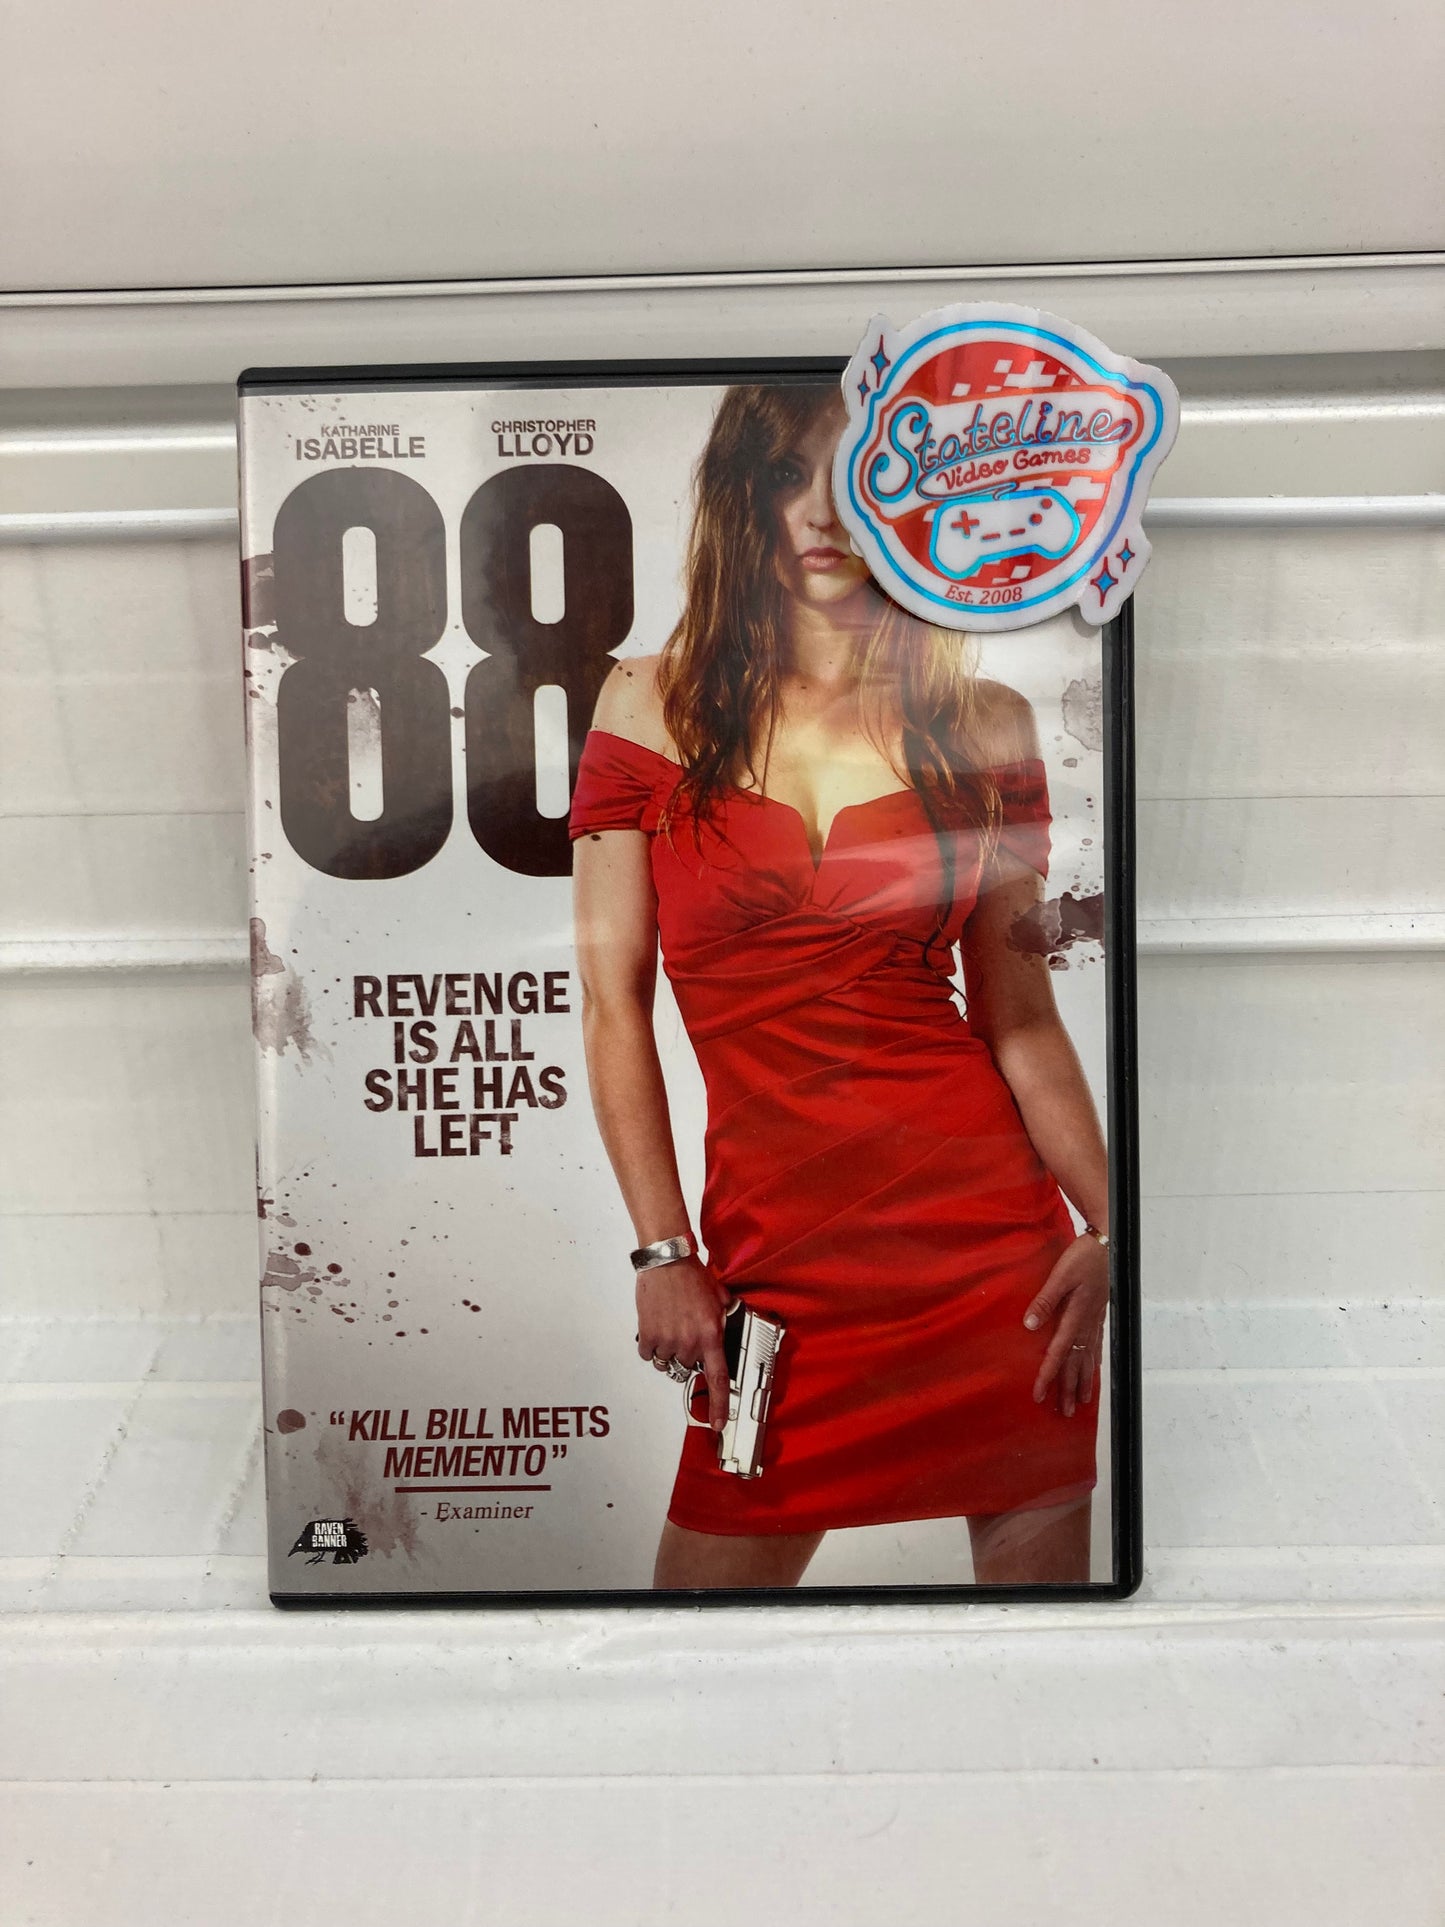 KATHARINE
ISABELLE
CHRISTOPHER
LLOYD
88
REVENGE
IS ALL
SHE HAS
LEFT
“KILL BILL MEETS
MEMENTO”
- Examiner
RAVEN
BANNER
Stateline
Video Games
Est. 2008